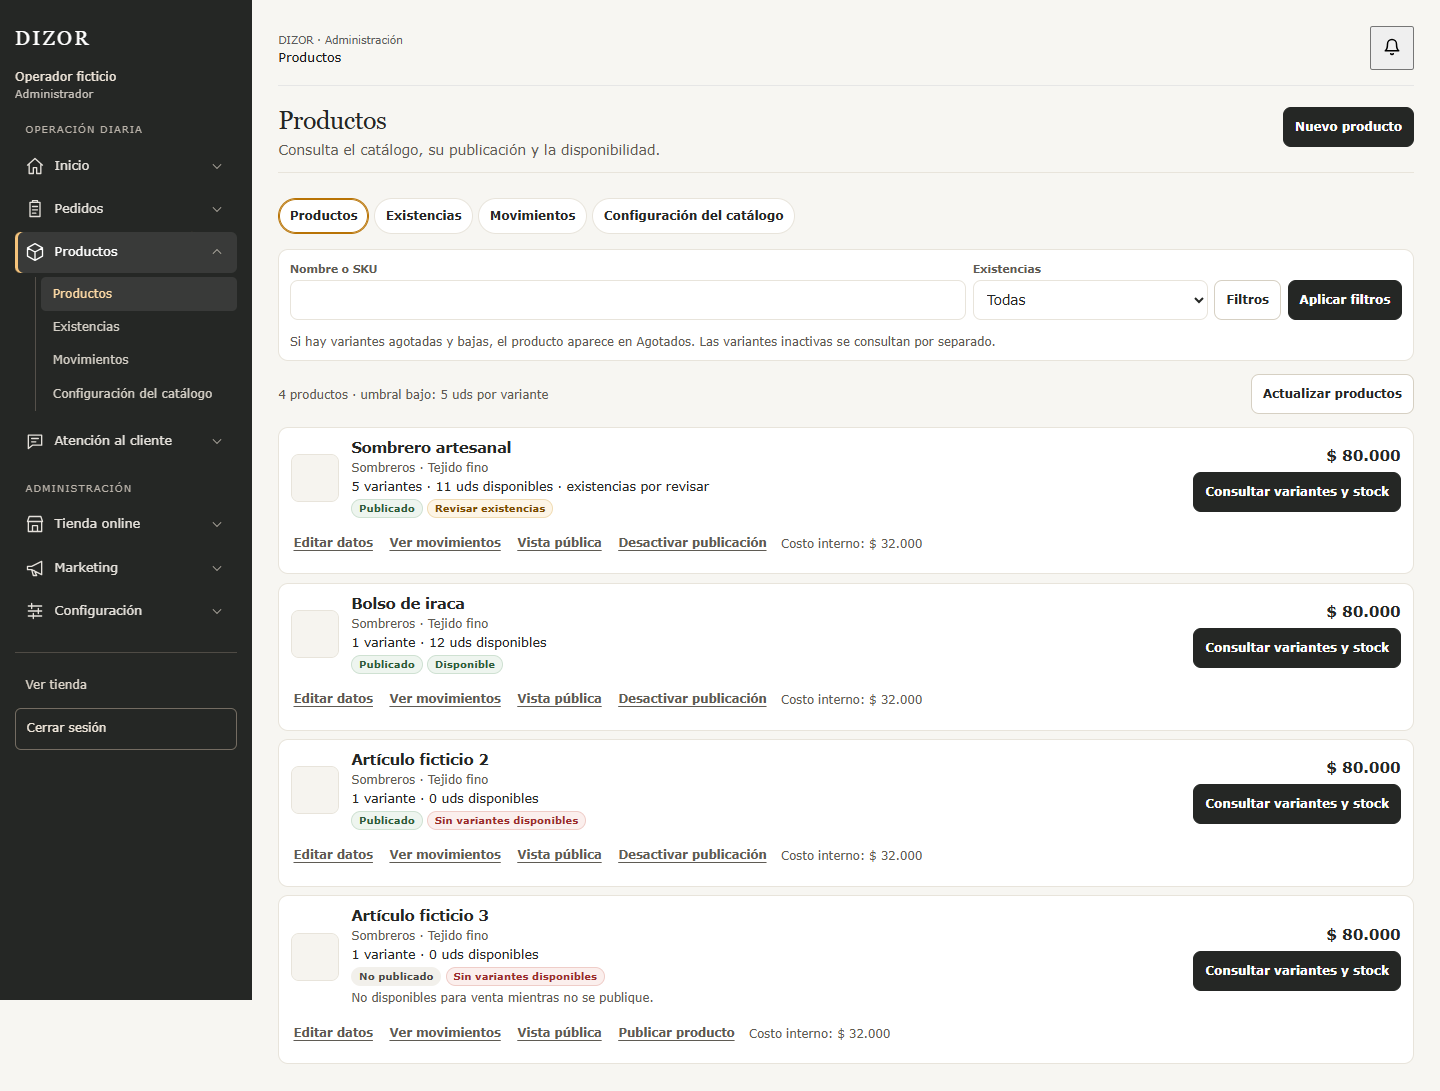 DIZOR
Operador ficticio
Administrador
OPERACIÓN DIARIA
Inicio
Pedidos
Productos
Productos
Existencias
Movimientos
Configuración del catálogo
Atención al cliente
ADMINISTRACIÓN
Tienda online
Marketing
Configuración
Ver tienda
Cerrar sesión
DIZOR · Administración
Productos
Productos
Consulta el catálogo, su publicación y la disponibilidad.
Nuevo producto
Productos Existencias Movimientos Configuración del catálogo
Nombre o SKU Existencias
Todas Filtros Aplicar filtros
Si hay variantes agotadas y bajas, el producto aparece en Agotados. Las variantes inactivas se consultan por separado.
4 productos · umbral bajo: 5 uds por variante Actualizar productos
Sombrero artesanal
Sombreros · Tejido fino
5 variantes · 11 uds disponibles · existencias por revisar
Publicado Revisar existencias
$ 80.000
Consultar variantes y stock
Editar datos Ver movimientos Vista pública Desactivar publicación Costo interno: $ 32.000
Bolso de iraca
Sombreros · Tejido fino
1 variante · 12 uds disponibles
Publicado Disponible
$ 80.000
Consultar variantes y stock
Editar datos Ver movimientos Vista pública Desactivar publicación Costo interno: $ 32.000
Artículo ficticio 2
Sombreros · Tejido fino
1 variante · 0 uds disponibles
Publicado Sin variantes disponibles
$ 80.000
Consultar variantes y stock
Editar datos Ver movimientos Vista pública Desactivar publicación Costo interno: $ 32.000
Artículo ficticio 3
Sombreros · Tejido fino
1 variante · 0 uds disponibles
No publicado Sin variantes disponibles
No disponibles para venta mientras no se publique.
$ 80.000
Consultar variantes y stock
Editar datos Ver movimientos Vista pública Publicar producto Costo interno: $ 32.000